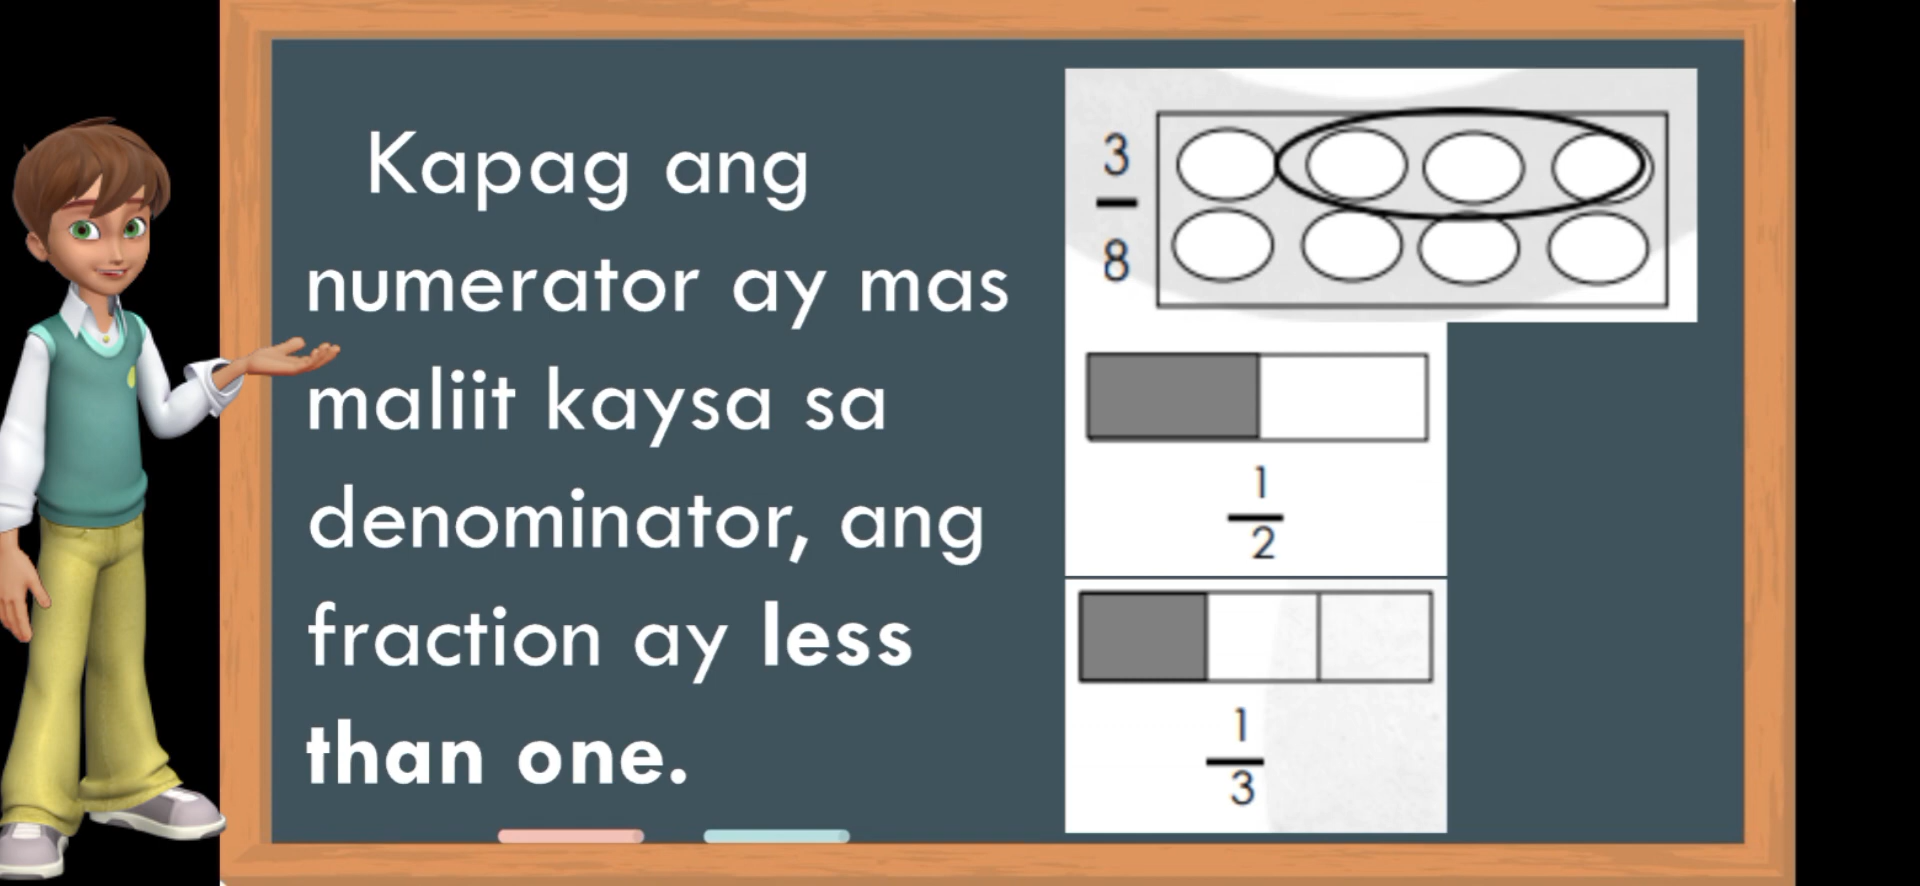 Kapag ang
numerator ay mas
maliit kaysa sa
denominator, ang
fraction ay less
than one.
3
8
1
2
1
3